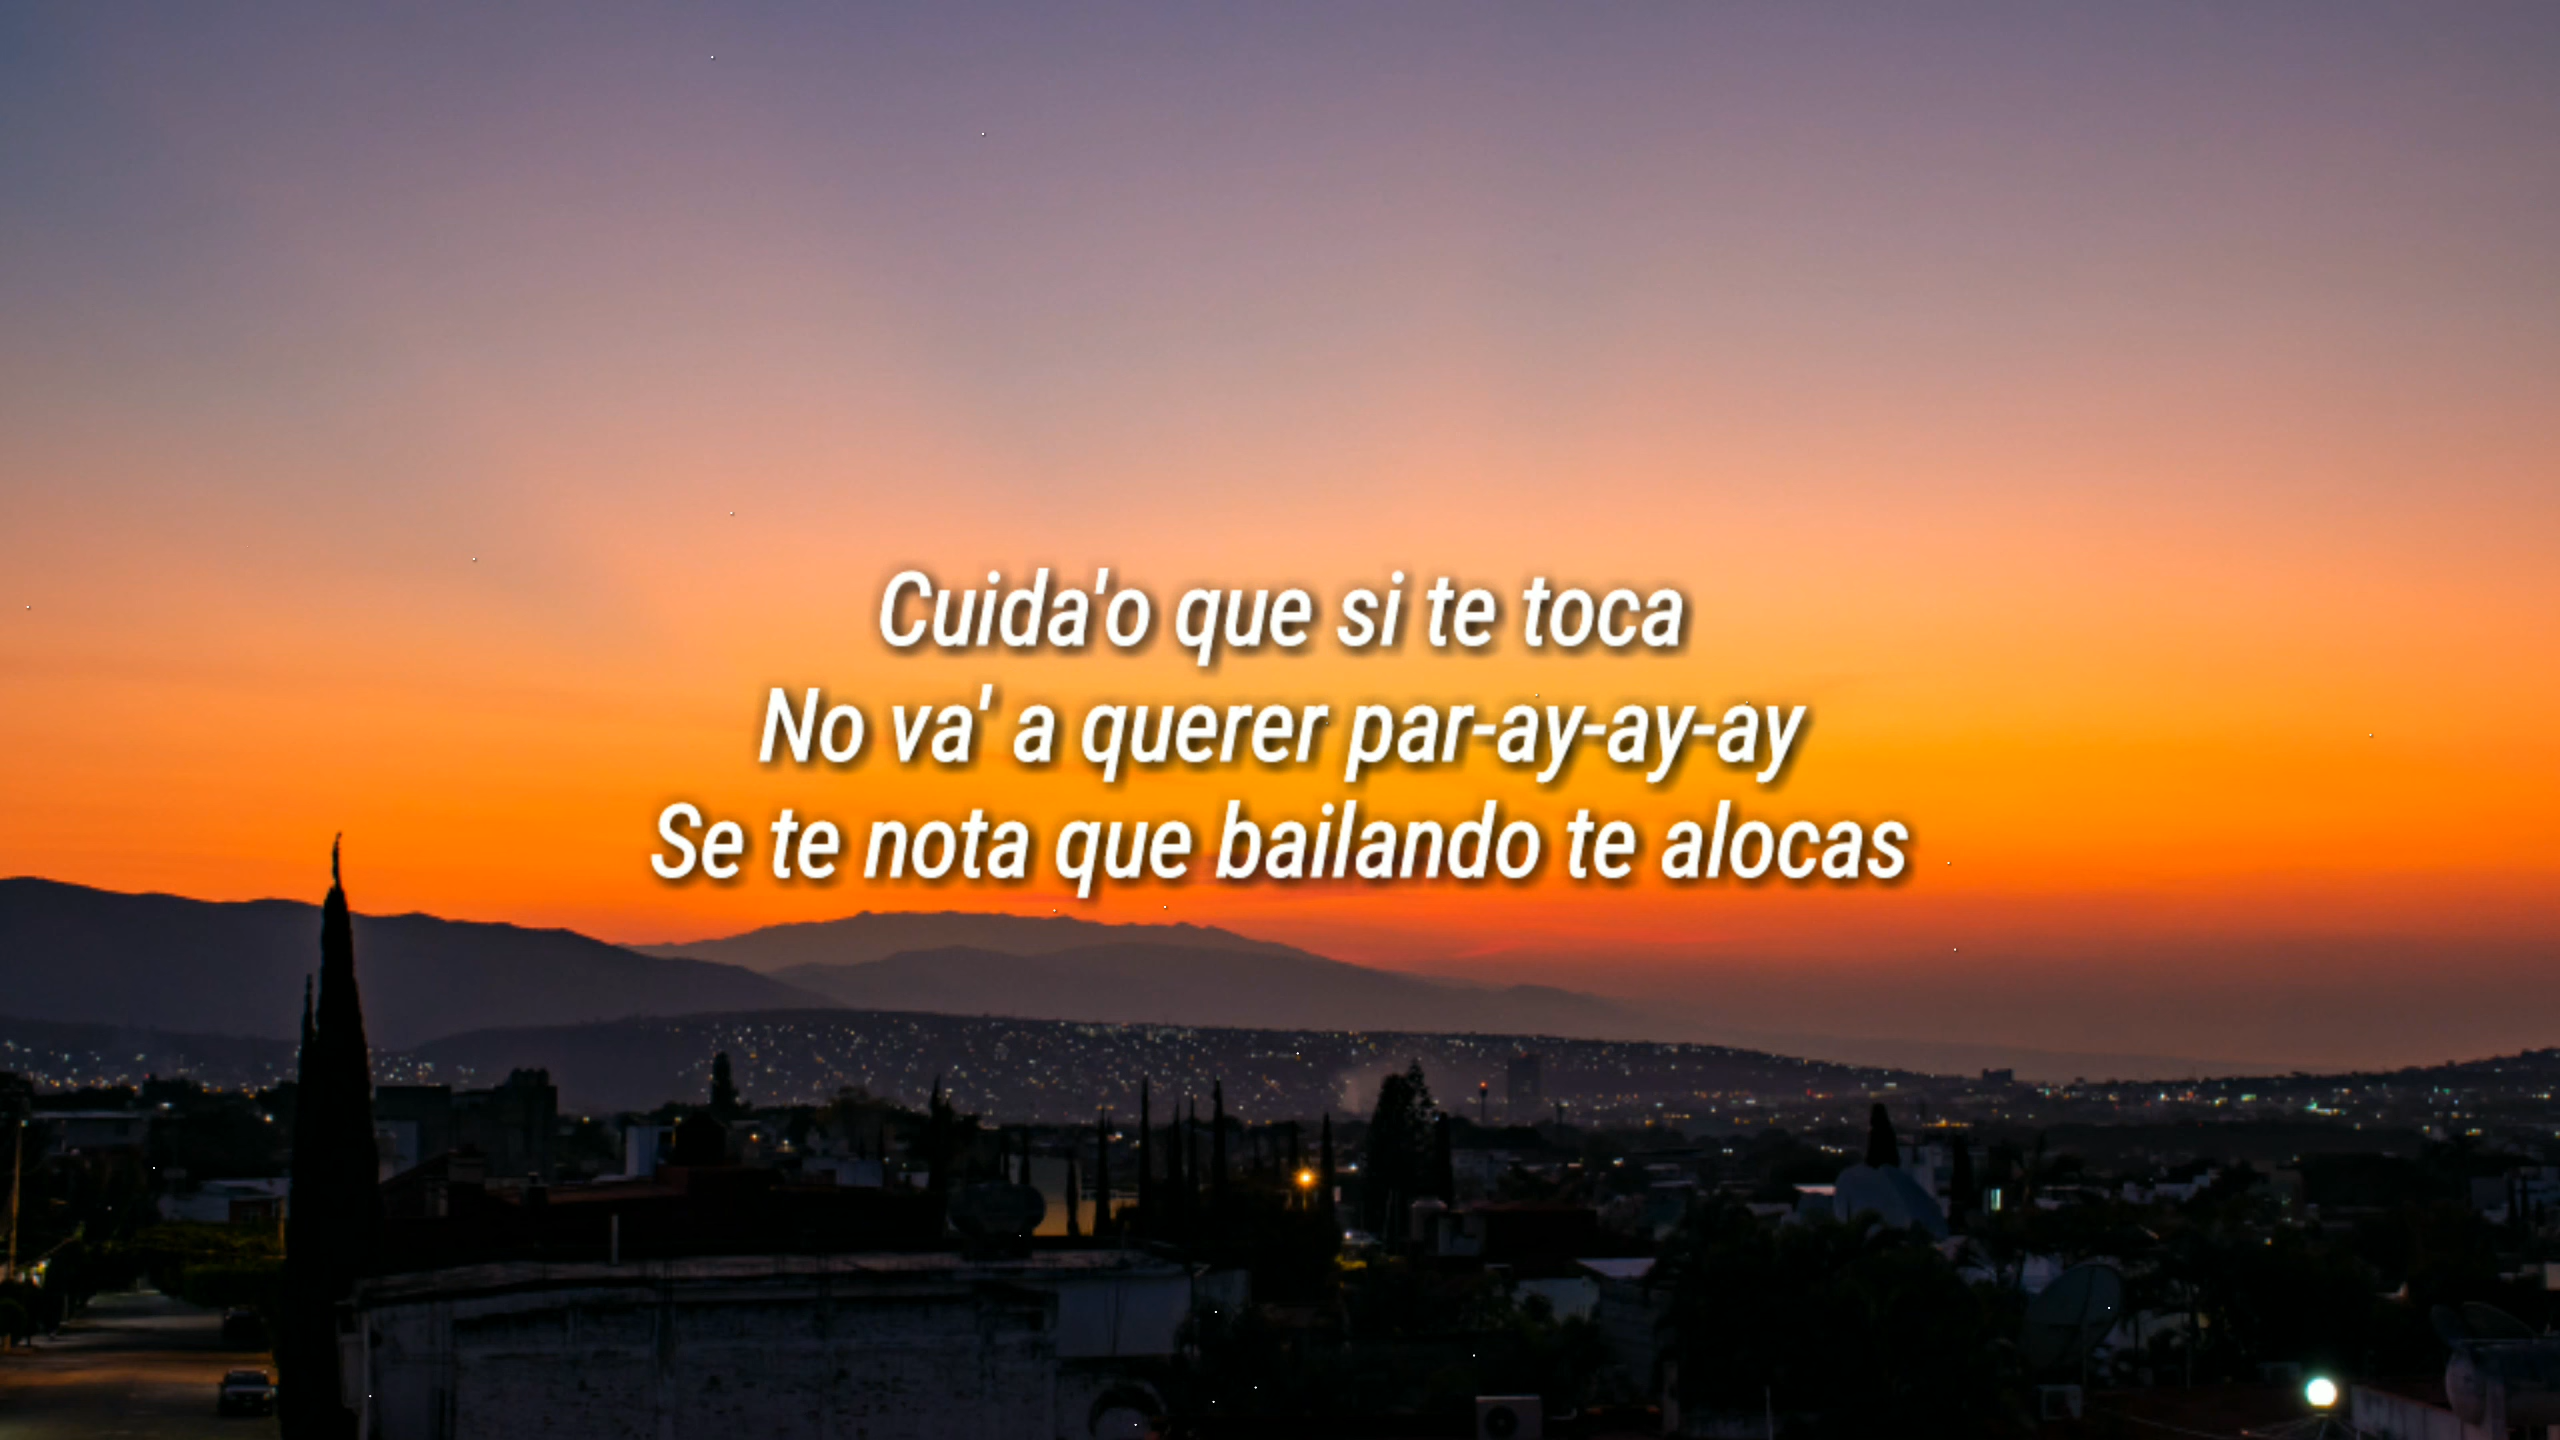 Cuida'o que si te toca
No va' a querer par-ay-ay-ay
Se te nota que bailando te alocas